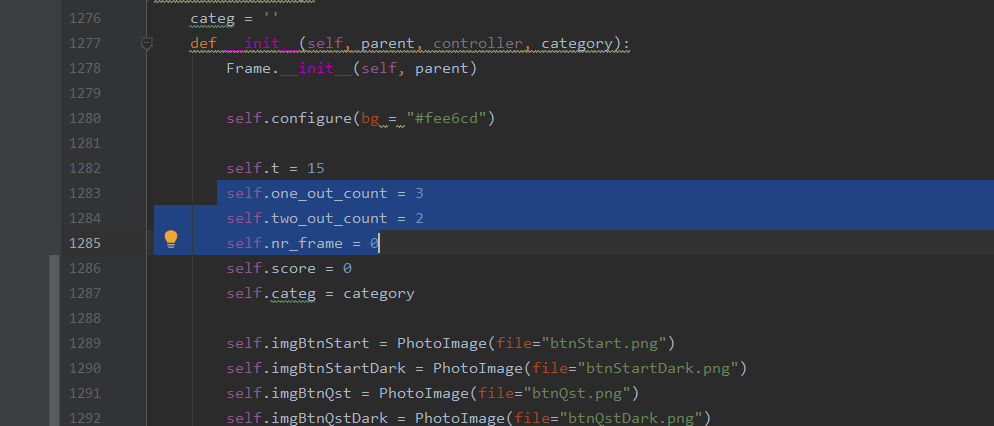 1276 categ = ''
1277 def __init__(self, parent, controller, category):
1278 Frame.__init__(self, parent)
1279
1280 self.configure(bg = "#fee6cd")
1281
1282 self.t = 15
1283 self.one_out_count = 3
1284 self.two_out_count = 2
1285 self.nr_frame = 0
1286 self.score = 0
1287 self.categ = category
1288
1289 self.imgBtnStart = PhotoImage(file="btnStart.png")
1290 self.imgBtnStartDark = PhotoImage(file="btnStartDark.png")
1291 self.imgBtnQst = PhotoImage(file="btnQst.png")
1292 self.imgBtnQstDark = PhotoImage(file="btnQstDark.png")